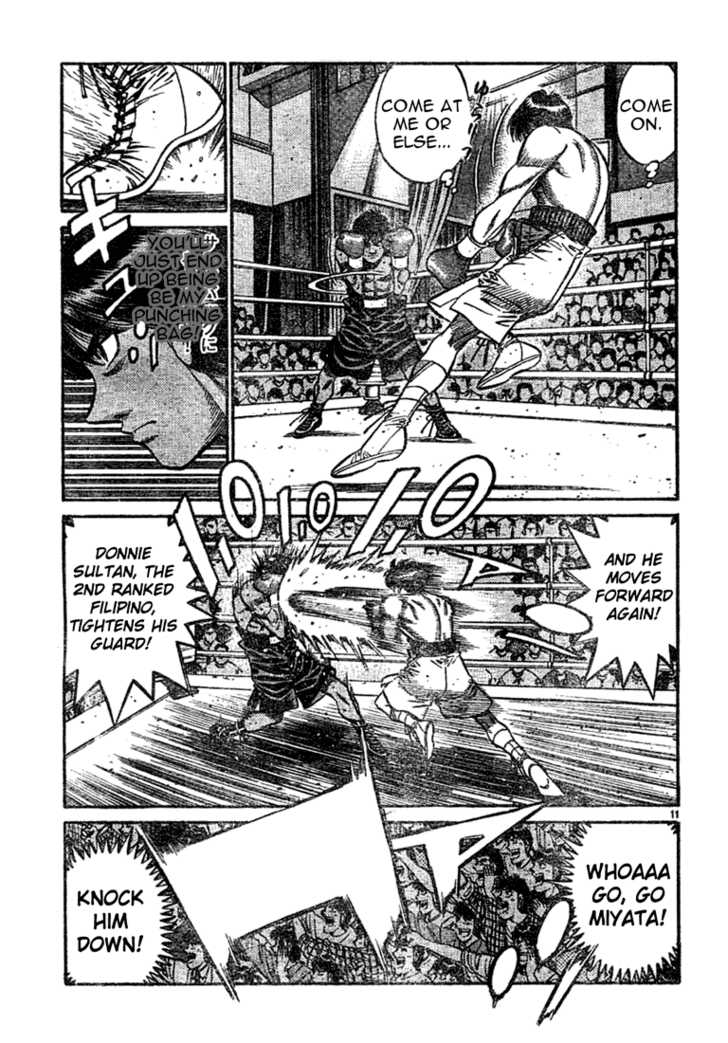 COME
ON.
COME AT
ME OR
ELSE...
YOU'LL
JUST END
UP BEING
BE MY
PUNCHING
BAG!
AND HE
MOVES
FORWARD
AGAIN!
DONNIE
SULTAN, THE
2ND RANKED
FILIPINO,
TIGHTENS HIS
GUARD!
11
WHOAAA
GO, GO
MIYATA!
KNOCK
HIM
DOWN!